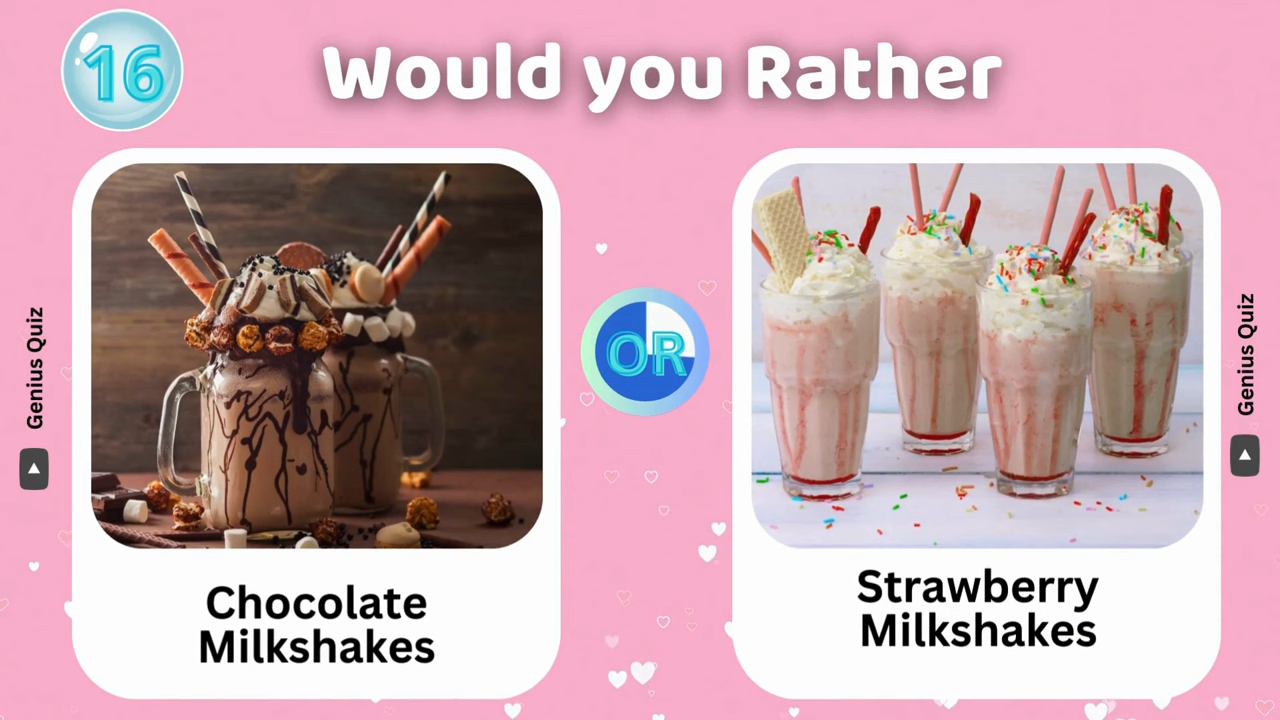 16
Would you Rather
Genius Quiz
OR
Genius Quiz
Chocolate
Milkshakes
Strawberry
Milkshakes